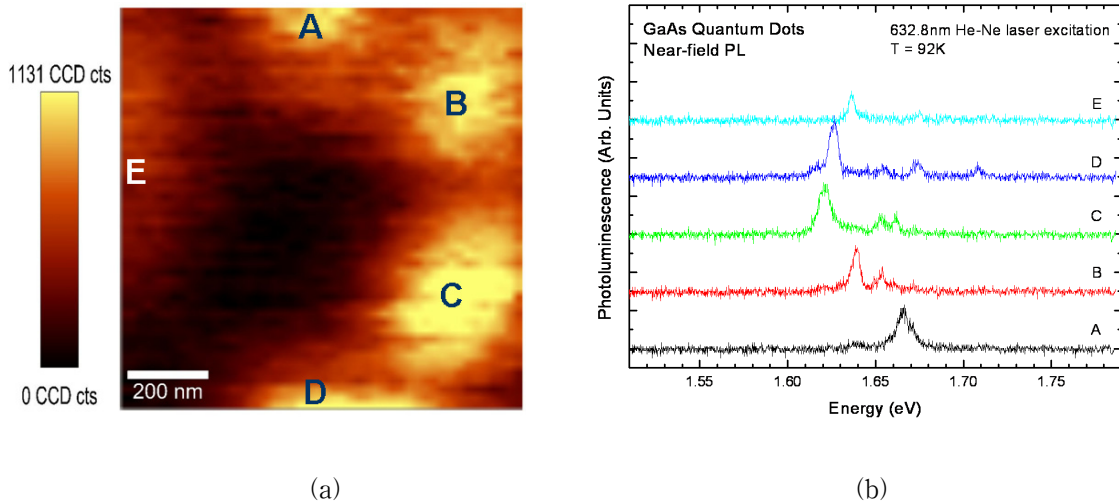 1131 CCD cts
0 CCD cts
A
B
E
C
D
200 nm
(a)
GaAs Quantum Dots
Near-field PL
632.8nm He-Ne laser excitation
T = 92K
E
D
C
B
A
Photoluminescence (Arb. Units)
1.55
1.60
1.65
1.70
1.75
Energy (eV)
(b)